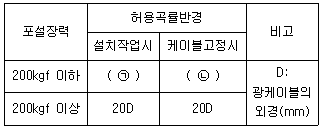 포설장력 허용곡률반경 비고
설치작업시 케이블고정시
200kgf 이하 ( ㉠ ) ( ㉡ ) D:
광케이블의
외경(mm)
200kgf 이상 20D 20D